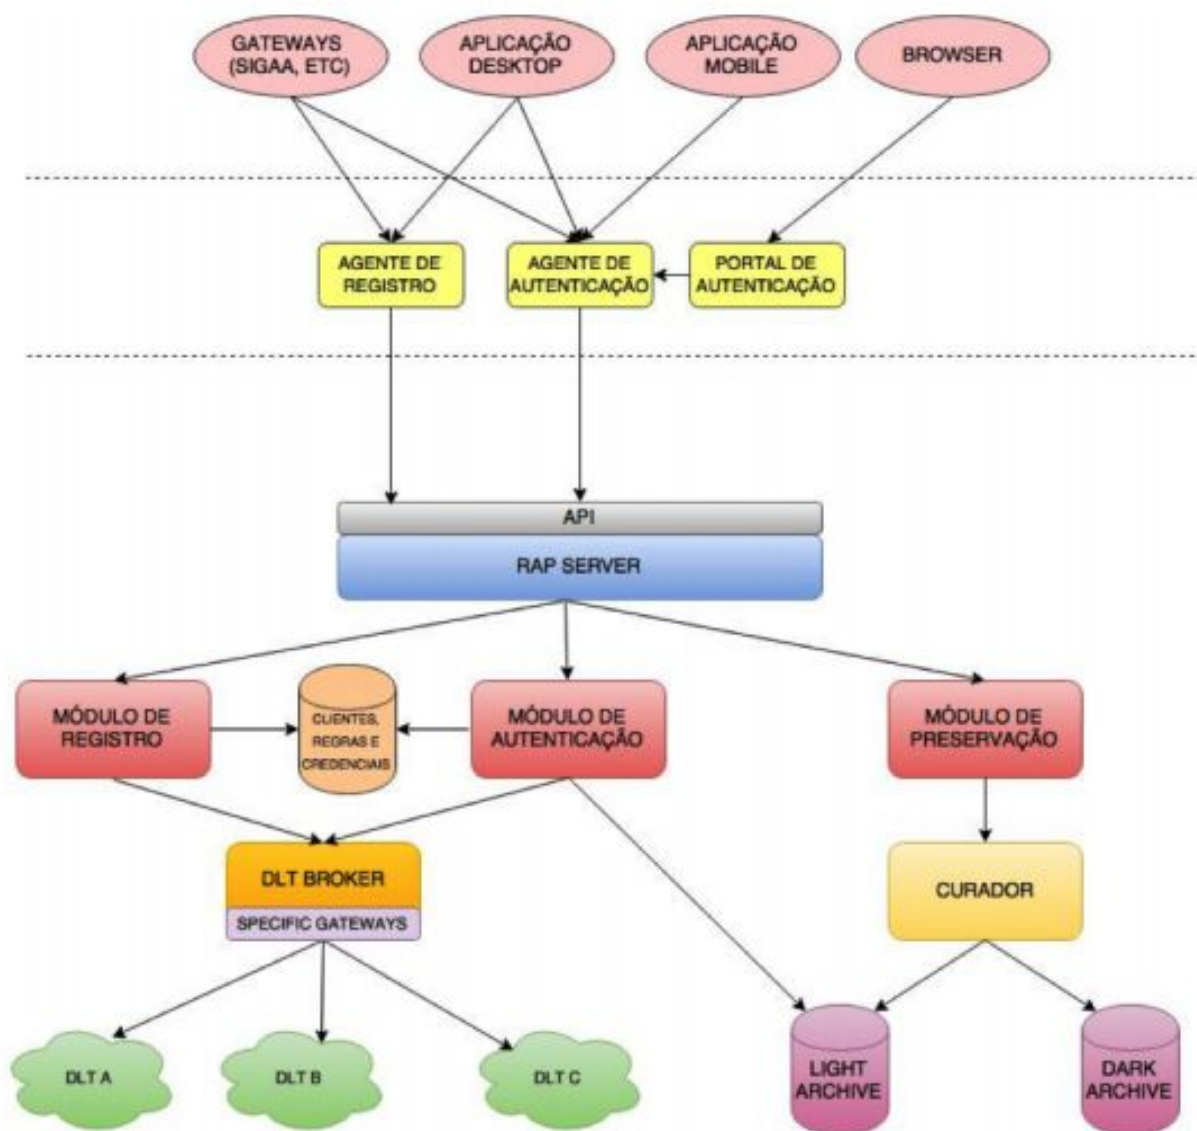 GATEWAYS
(SIGAA, ETC)
APLICAÇÃO
DESKTOP
APLICAÇÃO
MOBILE
BROWSER
AGENTE DE
REGISTRO
AGENTE DE
AUTENTICAÇÃO
PORTAL DE
AUTENTICAÇÃO
API
RAP SERVER
MÓDULO DE
REGISTRO
CLIENTES,
REGRAS E
CREDENCIAIS
MÓDULO DE
AUTENTICAÇÃO
MÓDULO DE
PRESERVAÇÃO
DLT BROKER
SPECIFIC GATEWAYS
CURADOR
DLT A
DLT B
DLT C
LIGHT
ARCHIVE
DARK
ARCHIVE